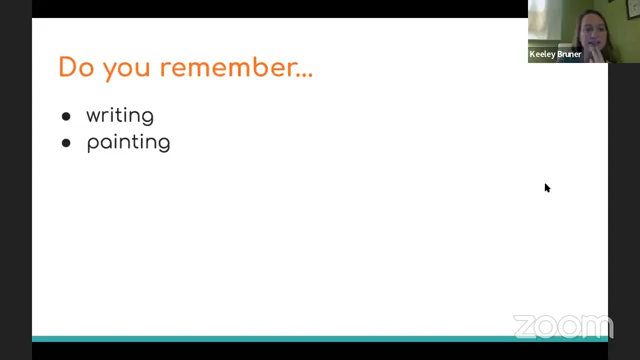 Do you remember...
● writing
● painting
Keeley Bruner
zoom